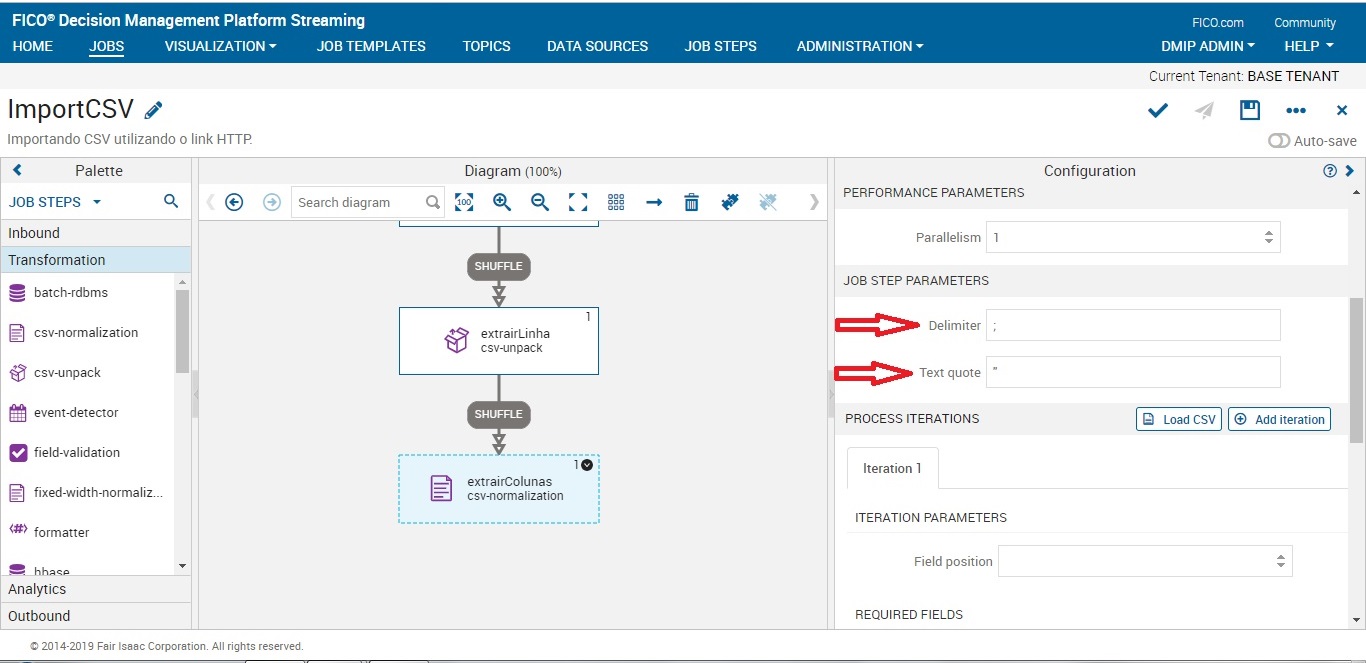 FICO® Decision Management Platform Streaming
FICO.com Community
HOME JOBS VISUALIZATION JOB TEMPLATES TOPICS DATA SOURCES JOB STEPS ADMINISTRATION DMIP ADMIN HELP
Current Tenant: BASE TENANT
ImportCSV
Importando CSV utilizando o link HTTP.
Auto-save
Palette
JOB STEPS
Inbound
Transformation
batch-rdbms
csv-normalization
csv-unpack
event-detector
field-validation
fixed-width-normaliz...
formatter
hbase
Analytics
Outbound
Diagram (100%)
100
Search diagram
SHUFFLE
1
extrairLinha
csv-unpack
SHUFFLE
1
extrairColunas
csv-normalization
Configuration
PERFORMANCE PARAMETERS
Parallelism 1
JOB STEP PARAMETERS
Delimiter ;
Text quote "
PROCESS ITERATIONS Load CSV Add iteration
Iteration 1
ITERATION PARAMETERS
Field position
REQUIRED FIELDS
© 2014-2019 Fair Isaac Corporation. All rights reserved.